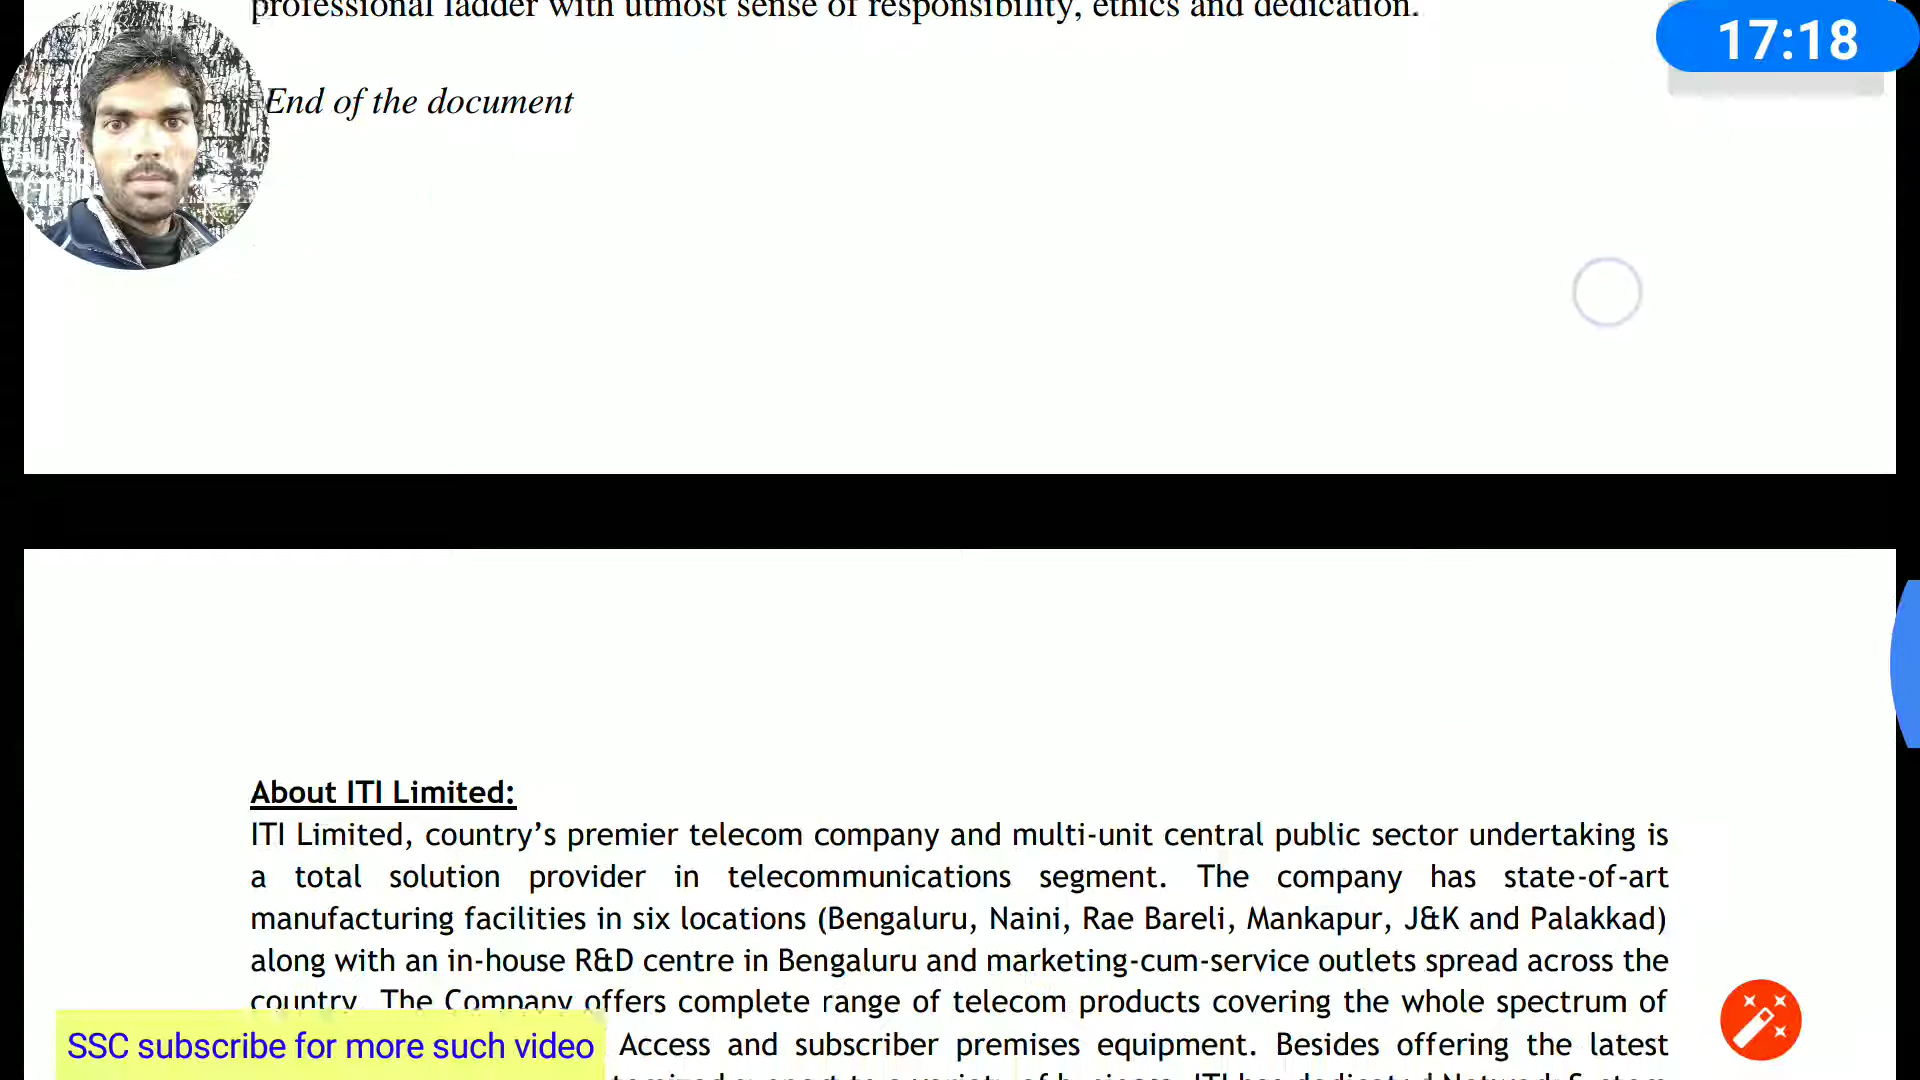 professional ladder with utmost sense of responsibility, ethics and dedication.
17:18
End of the document
About ITI Limited:
ITI Limited, country’s premier telecom company and multi-unit central public sector undertaking is
a total solution provider in telecommunications segment. The company has state-of-art
manufacturing facilities in six locations (Bengaluru, Naini, Rae Bareli, Mankapur, J&K and Palakkad)
along with an in-house R&D centre in Bengaluru and marketing-cum-service outlets spread across the
country. The Company offers complete range of telecom products covering the whole spectrum of
Access and subscriber premises equipment. Besides offering the latest
SSC subscribe for more such video